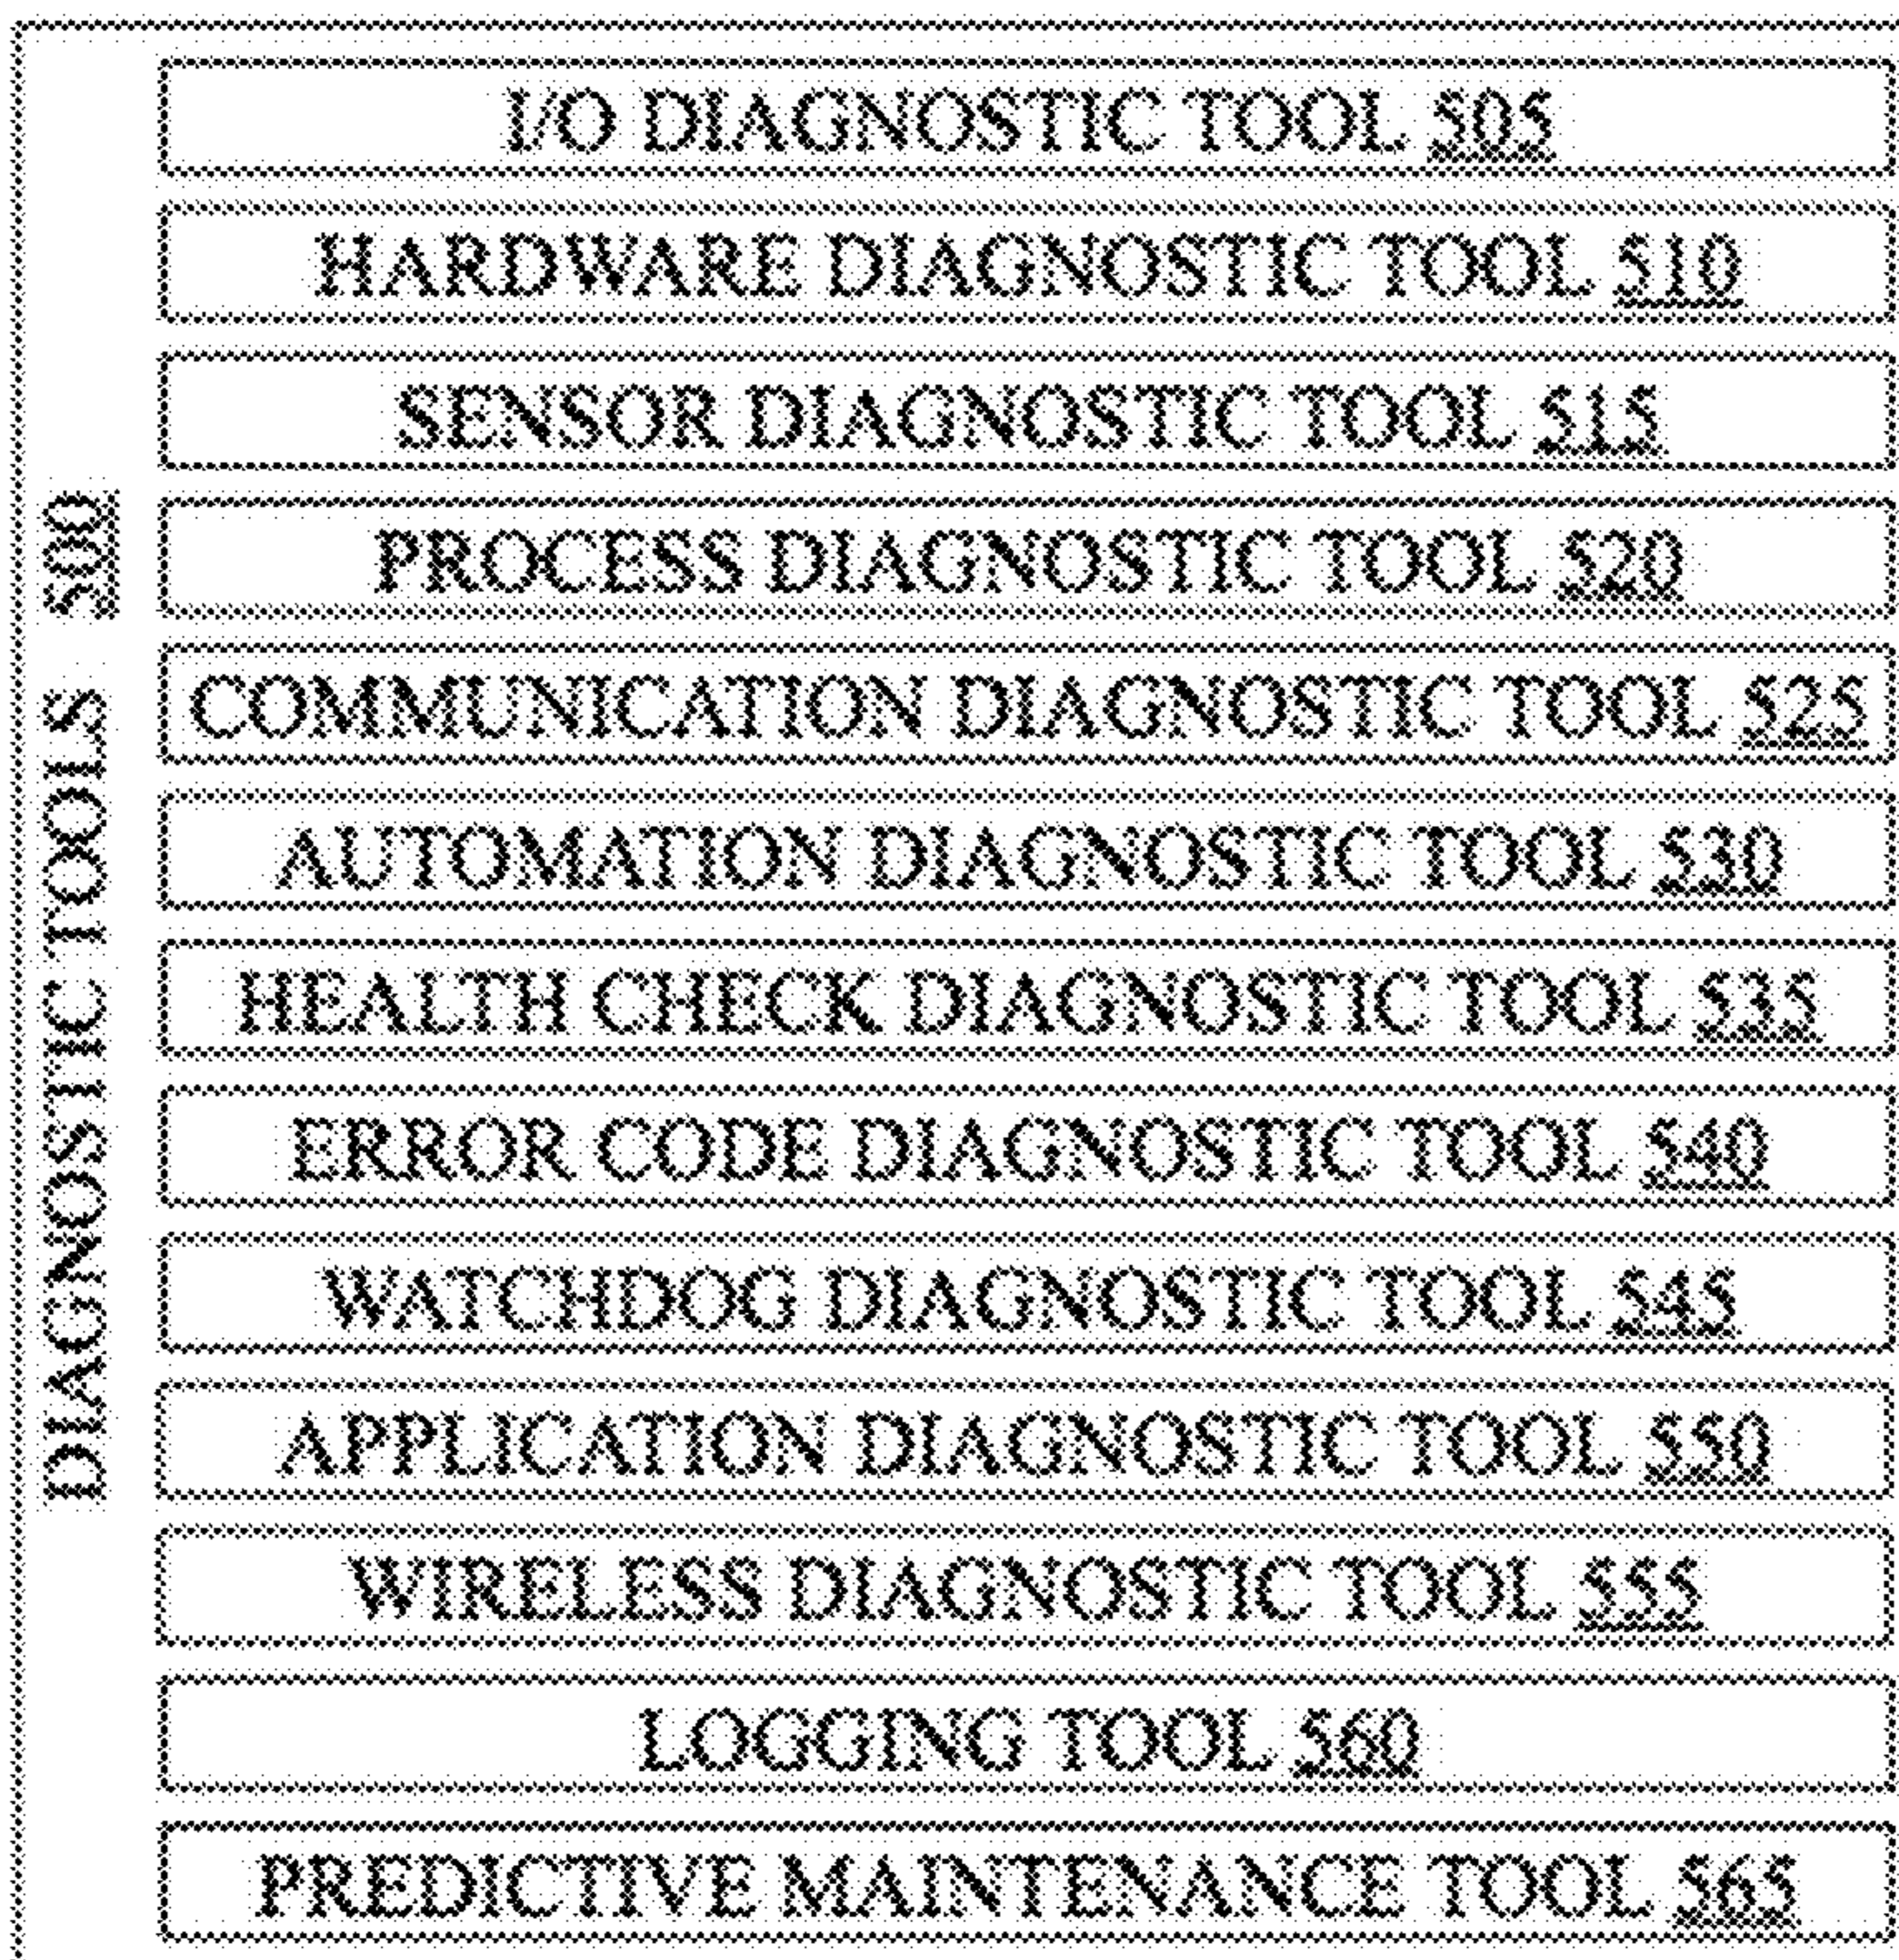 DIAGNOSTIC TOOLS 500
I/O DIAGNOSTIC TOOL 505
HARDWARE DIAGNOSTIC TOOL 510
SENSOR DIAGNOSTIC TOOL 515
PROCESS DIAGNOSTIC TOOL 520
COMMUNICATION DIAGNOSTIC TOOL 525
AUTOMATION DIAGNOSTIC TOOL 530
HEALTH CHECK DIAGNOSTIC TOOL 535
ERROR CODE DIAGNOSTIC TOOL 540
WATCHDOG DIAGNOSTIC TOOL 545
APPLICATION DIAGNOSTIC TOOL 550
WIRELESS DIAGNOSTIC TOOL 555
LOGGING TOOL 560
PREDICTIVE MAINTENANCE TOOL 565